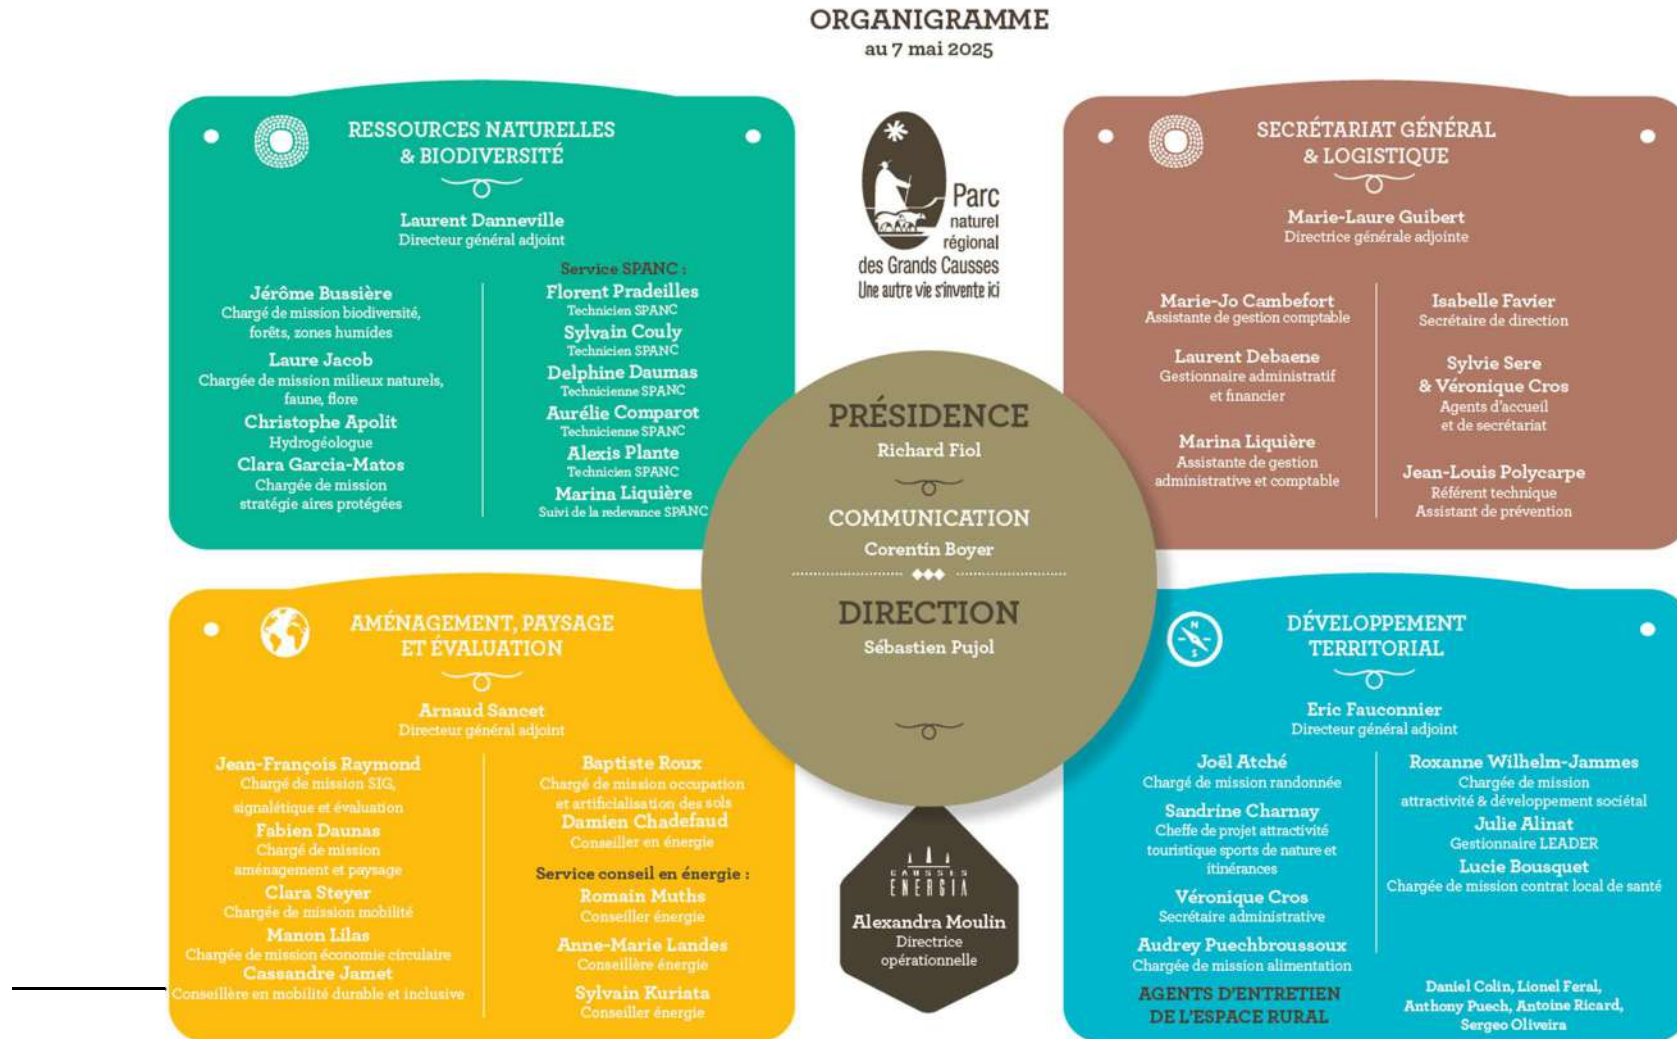 ORGANIGRAMME
au 7 mai 2025
RESSOURCES NATURELLES
& BIODIVERSITÉ
Laurent Danneville
Directeur général adjoint
Jérôme Bussière
Chargé de mission biodiversité,
forêts, zones humides
Laure Jacob
Chargée de mission milieux naturels,
faune, flore
Christophe Apolit
Hydrogéologue
Clara Garcia-Matos
Chargée de mission
stratégie aires protégées
Service SPANC :
Florent Pradeilles
Technicien SPANC
Sylvain Couly
Technicien SPANC
Delphine Daumas
Technicienne SPANC
Aurélie Comparot
Technicienne SPANC
Alexis Plante
Technicien SPANC
Marina Liquière
Suivi de la redevance SPANC
Parc
naturel
régional
des Grands Causses
Une autre vie s'invente ici
SECRÉTARIAT GÉNÉRAL
& LOGISTIQUE
Marie-Laure Guibert
Directrice générale adjointe
Marie-Jo Cambefort
Assistante de gestion comptable
Laurent Debaene
Gestionnaire administratif
et financier
Marina Liquière
Assistante de gestion
administrative et comptable
Isabelle Favier
Secrétaire de direction
Sylvie Sere
& Véronique Cros
Agents d'accueil
et de secrétariat
Jean-Louis Polycarpe
Référent technique
Assistant de prévention
PRÉSIDENCE
Richard Fiol
COMMUNICATION
Corentin Boyer
DIRECTION
Sébastien Pujol
AMÉNAGEMENT, PAYSAGE
ET ÉVALUATION
Arnaud Sancet
Directeur général adjoint
Jean-François Raymond
Chargé de mission SIG,
signalétique et évaluation
Fabien Daunas
Chargé de mission
aménagement et paysage
Clara Steyer
Chargée de mission mobilité
Manon Lilas
Chargée de mission économie circulaire
Cassandre Jamet
Conseillère en mobilité durable et inclusive
Baptiste Roux
Chargé de mission occupation
et artificialisation des sols
Damien Chadefaud
Conseiller en énergie
Service conseil en énergie :
Romain Muths
Conseiller énergie
Anne-Marie Landes
Conseillère énergie
Sylvain Kuriata
Conseiller énergie
CAUSSES
ENERGIA
Alexandra Moulin
Directrice
opérationnelle
DÉVELOPPEMENT
TERRITORIAL
N
S
Eric Fauconnier
Directeur général adjoint
Joël Atché
Chargé de mission randonnée
Sandrine Charnay
Cheffe de projet attractivité
touristique sports de nature et
itinérances
Véronique Cros
Secrétaire administrative
Audrey Puechbroussoux
Chargée de mission alimentation
Roxanne Wilhelm-Jammes
Chargée de mission
attractivité & développement sociétal
Julie Alinat
Gestionnaire LEADER
Lucie Bousquet
Chargée de mission contrat local de santé
AGENTS D'ENTRETIEN
DE L'ESPACE RURAL
Daniel Colin, Lionel Feral,
Anthony Puech, Antoine Ricard,
Sergeo Oliveira